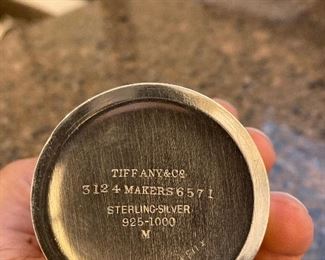 TIFFANY & Co
3124 MAKERS 6571
STERLING-SILVER
925-1000
M